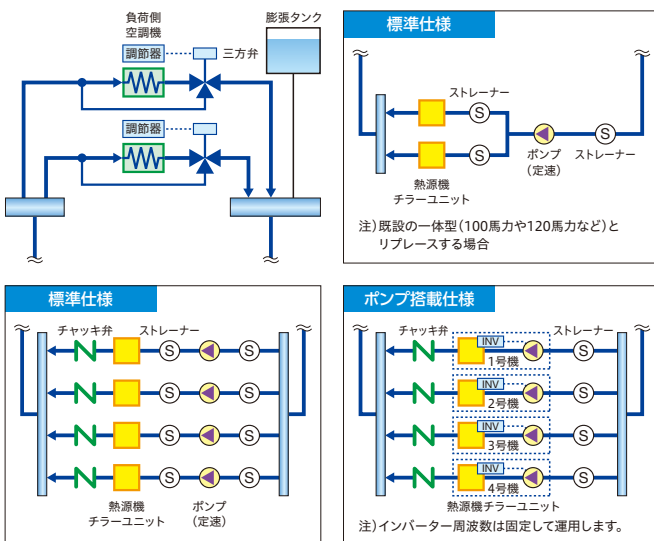 負荷側
空調機
膨張タンク
調節器
三方弁
調節器
標準仕様
ストレーナー
S
S
S
ポンプ
(定速)
ストレーナー
熱源機
チラーユニット
注)既設の一体型(100馬力や120馬力など)と
リプレースする場合
標準仕様
チャッキ弁
ストレーナー
S
S
S
S
S
S
S
S
熱源機
チラーユニット
ポンプ
(定速)
ポンプ搭載仕様
チャッキ弁
ストレーナー
INV
S
1号機
INV
S
2号機
INV
S
3号機
INV
S
4号機
熱源機チラーユニット
注)インバーター周波数は固定して運用します。